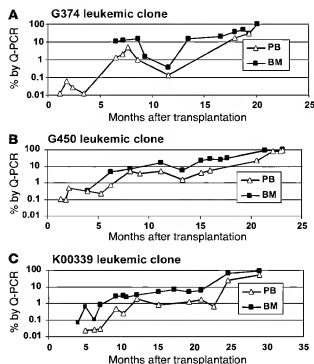 A
G374 leukemic clone
% by Q-PCR
100
10
1
0.1
0.01
PB
BM
0 5 10 15 20 25
Months after transplantation
B
G450 leukemic clone
% by Q-PCR
100
10
1
0.1
0.01
PB
BM
0 5 10 15 20 25
Months after transplantation
C
K00339 leukemic clone
% by Q-PCR
100
10
1
0.1
0.01
PB
BM
0 5 10 15 20 25 30 35
Months after transplantation